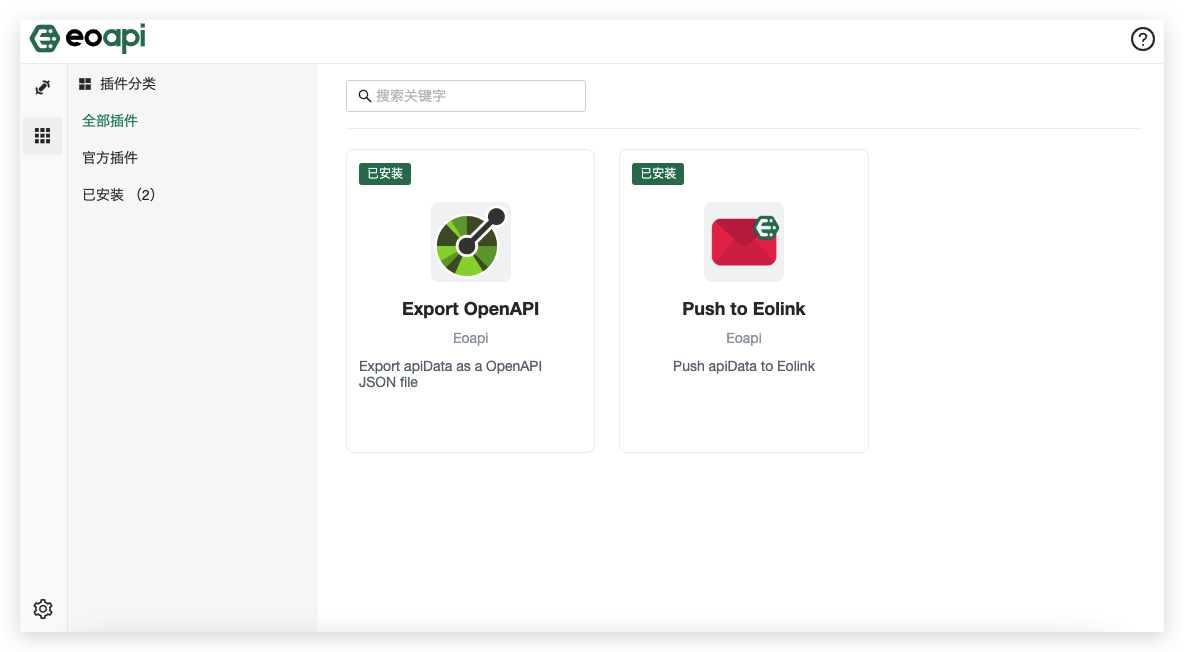 eoapi
插件分类
全部插件
官方插件
已安装 （2）
搜索关键字
已安装
Export OpenAPI
Eoapi
Export apiData as a OpenAPI
JSON file
已安装
Push to Eolink
Eoapi
Push apiData to Eolink